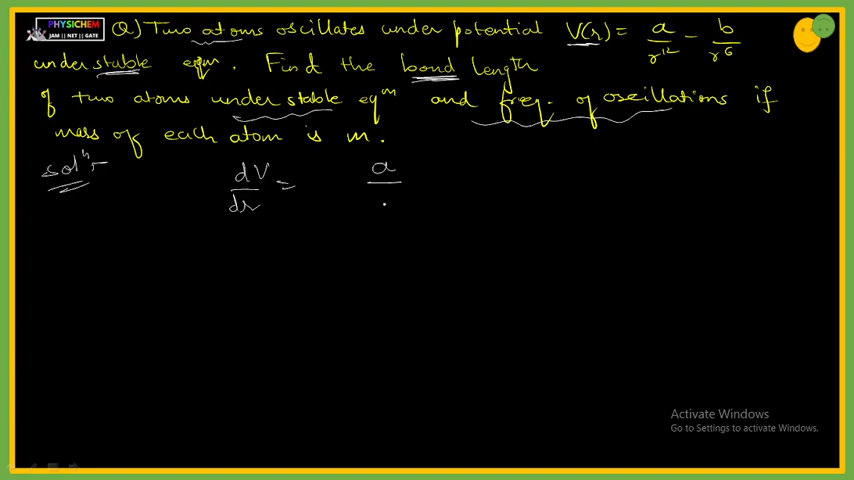 PHYSICHEM
JAM || NET || GATE
Q) Two atoms oscillates under potential V(r) = a/r¹² - b/r⁶
under stable eqm. Find the bond length
of two atoms under stable eqᵐ and freq. of oscillations if
mass of each atom is m.
Solⁿ:-
dV/dr = a/
Activate Windows
Go to Settings to activate Windows.